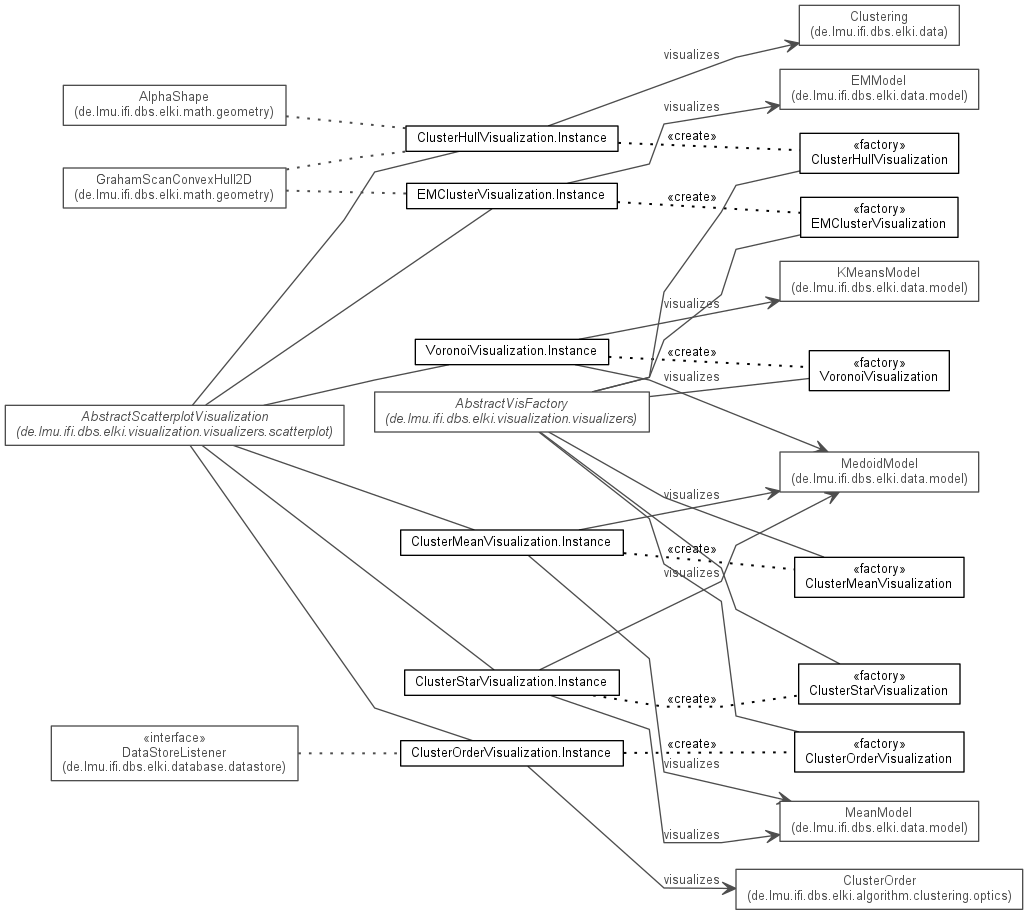 Clustering
(de.lmu.ifi.dbs.elki.data)
visualizes
EMModel
(de.lmu.ifi.dbs.elki.data.model)
AlphaShape
(de.lmu.ifi.dbs.elki.math.geometry)
visualizes
ClusterHullVisualization.Instance
«create»
«factory»
ClusterHullVisualization
GrahamScanConvexHull2D
(de.lmu.ifi.dbs.elki.math.geometry)
EMClusterVisualization.Instance
«create»
«factory»
EMClusterVisualization
KMeansModel
(de.lmu.ifi.dbs.elki.data.model)
visualizes
VoronoiVisualization.Instance
«create»
«factory»
VoronoiVisualization
visualizes
AbstractScatterplotVisualization
(de.lmu.ifi.dbs.elki.visualization.visualizers.scatterplot)
AbstractVisFactory
(de.lmu.ifi.dbs.elki.visualization.visualizers)
MedoidModel
(de.lmu.ifi.dbs.elki.data.model)
visualizes
ClusterMeanVisualization.Instance
«create»
visualizes
«factory»
ClusterMeanVisualization
ClusterStarVisualization.Instance
«create»
«factory»
ClusterStarVisualization
«interface»
DataStoreListener
(de.lmu.ifi.dbs.elki.database.datastore)
ClusterOrderVisualization.Instance
«create»
«factory»
ClusterOrderVisualization
visualizes
MeanModel
(de.lmu.ifi.dbs.elki.data.model)
visualizes
visualizes
ClusterOrder
(de.lmu.ifi.dbs.elki.algorithm.clustering.optics)